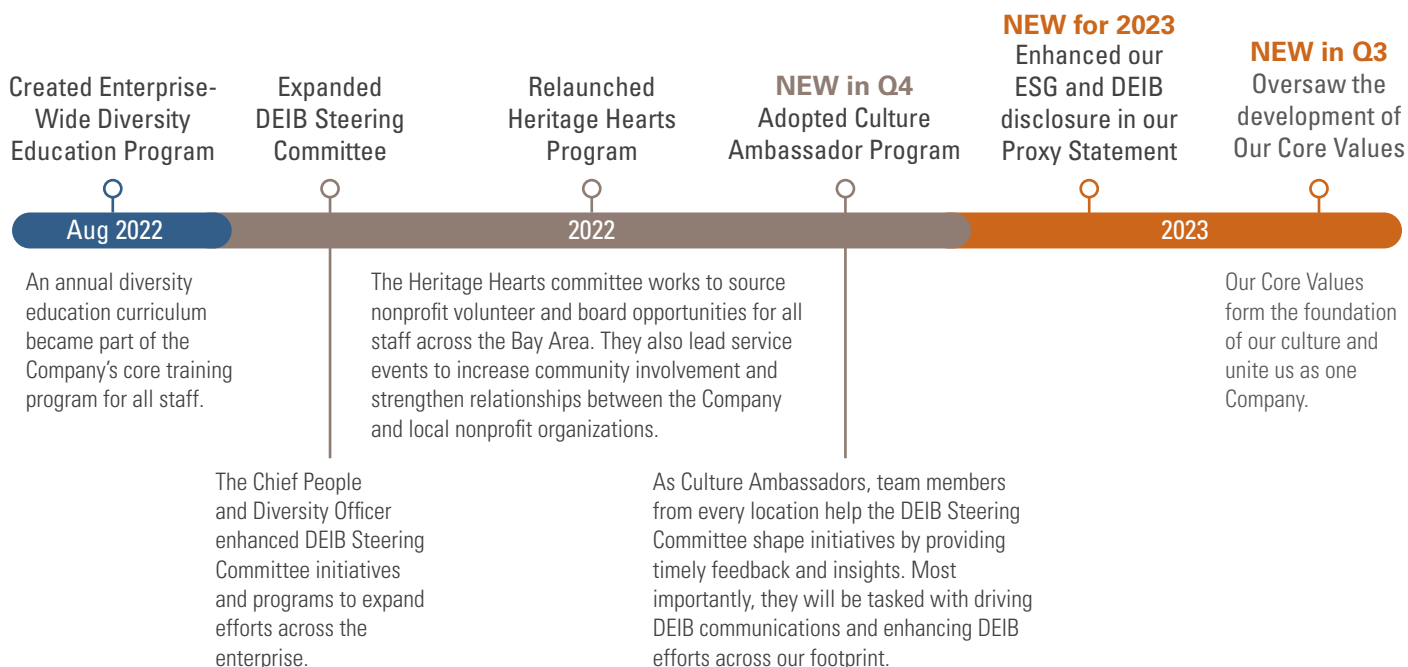 Created Enterprise-
Wide Diversity
Education Program
Expanded
DEIB Steering
Committee
Relaunched
Heritage Hearts
Program
NEW in Q4
Adopted Culture
Ambassador Program
NEW for 2023
Enhanced our
ESG and DEIB
disclosure in our
Proxy Statement
NEW in Q3
Oversaw the
development of
Our Core Values
Aug 2022
2022
2023
An annual diversity
education curriculum
became part of the
Company’s core training
program for all staff.
The Heritage Hearts committee works to source
nonprofit volunteer and board opportunities for all
staff across the Bay Area. They also lead service
events to increase community involvement and
strengthen relationships between the Company
and local nonprofit organizations.
Our Core Values
form the foundation
of our culture and
unite us as one
Company.
The Chief People
and Diversity Officer
enhanced DEIB Steering
Committee initiatives
and programs to expand
efforts across the
enterprise.
As Culture Ambassadors, team members
from every location help the DEIB Steering
Committee shape initiatives by providing
timely feedback and insights. Most
importantly, they will be tasked with driving
DEIB communications and enhancing DEIB
efforts across our footprint.